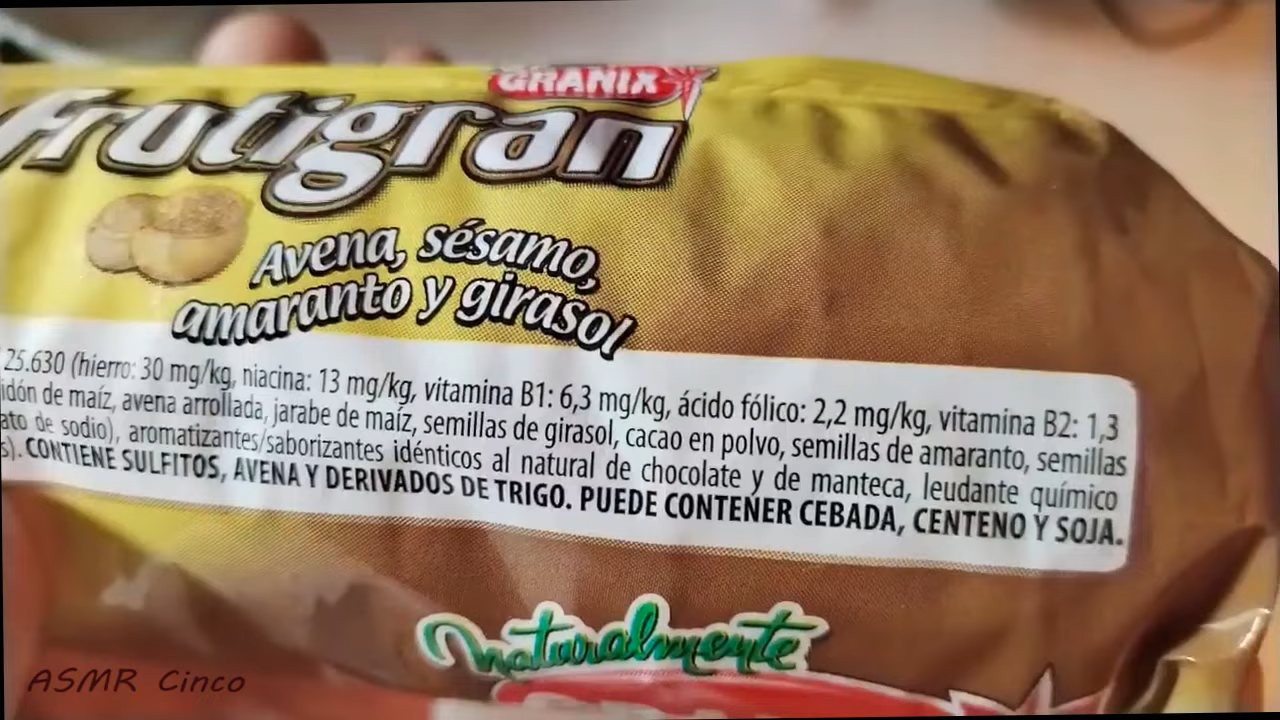 GRANIX
frutigran
Avena, sésamo,
amaranto y girasol
25.630 (hierro: 30 mg/kg, niacina: 13 mg/kg, vitamina B1: 6,3 mg/kg, ácido fólico: 2,2 mg/kg, vitamina B2: 1,3
idón de maíz, avena arrollada, jarabe de maíz, semillas de girasol, cacao en polvo, semillas de amaranto, semillas
ato de sodio), aromatizantes/saborizantes idénticos al natural de chocolate y de manteca, leudante químico
s). CONTIENE SULFITOS, AVENA Y DERIVADOS DE TRIGO. PUEDE CONTENER CEBADA, CENTENO Y SOJA.
naturalmente
ASMR Cinco